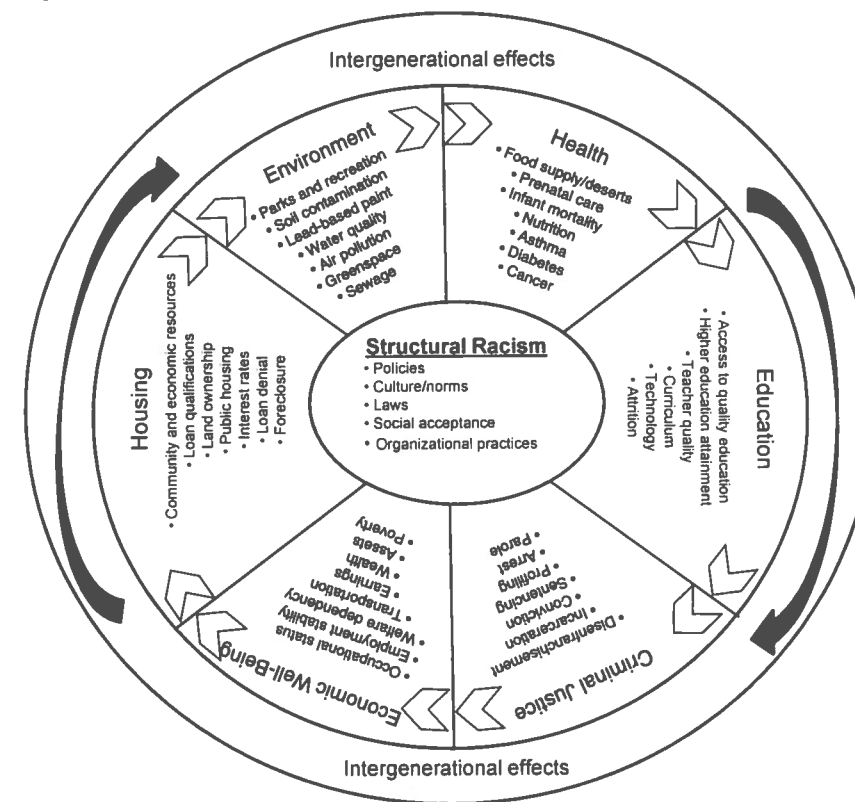 Intergenerational effects
Environment
• Parks and recreation
• Soil contamination
• Lead-based paint
• Water quality
• Air pollution
• Greenspace
• Sewage
Health
• Food supply/deserts
• Prenatal care
• Infant mortality
• Nutrition
• Asthma
• Diabetes
• Cancer
Education
• Access to quality education
• Higher education attainment
• Teacher quality
• Curriculum
• Technology
• Attrition
Criminal Justice
• Disenfranchisement
• Incarceration
• Conviction
• Sentencing
• Profiling
• Arrest
• Parole
Economic Well-Being
• Occupational status
• Employment stability
• Welfare dependency
• Transportation
• Earnings
• Wealth
• Assets
• Poverty
Housing
• Community and economic resources
• Loan qualifications
• Land ownership
• Public housing
• Interest rates
• Loan denial
• Foreclosure
Structural Racism
• Policies
• Culture/norms
• Laws
• Social acceptance
• Organizational practices
Intergenerational effects